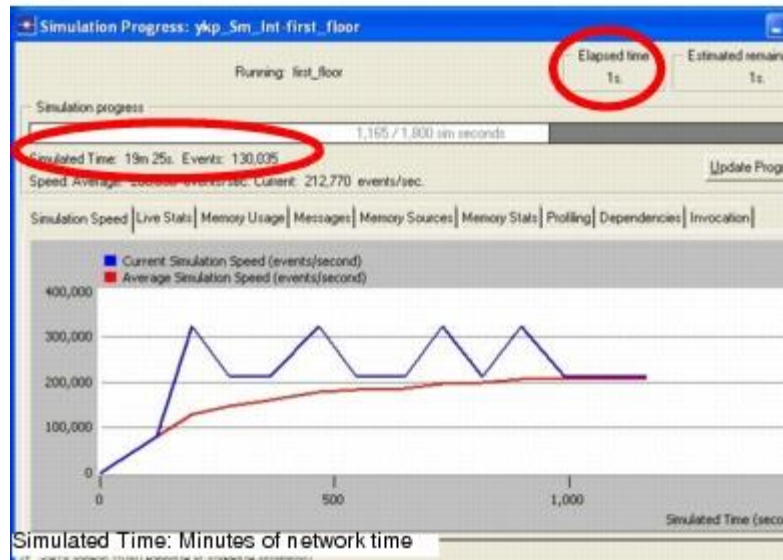 Simulation Progress: ykp_Sm_Int-first_floor
Running: first_floor
Elapsed time
1s.
Estimated remain
1s.
Simulation progress
1,165 / 1,800 sim seconds
Simulated Time: 19m 25s. Events: 130,035
Speed: Average: events/sec. Current: 212,770 events/sec.
Update Prog
Simulation Speed Live Stats Memory Usage Messages Memory Sources Memory Stats Profiling Dependencies Invocation
Current Simulation Speed (events/second)
Average Simulation Speed (events/second)
400,000
300,000
200,000
100,000
0
0 500 1,000
Simulated Time (seco
Simulated Time: Minutes of network time